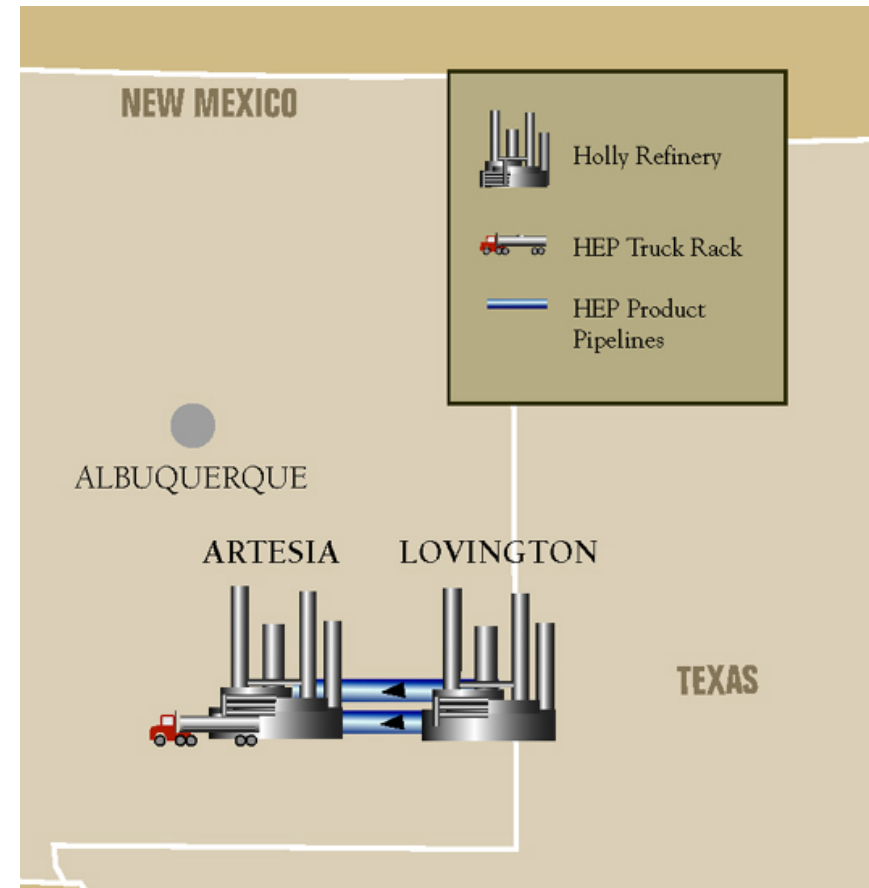 NEW MEXICO
Holly Refinery
HEP Truck Rack
HEP Product
Pipelines
ALBUQUERQUE
ARTESIA
LOVINGTON
TEXAS